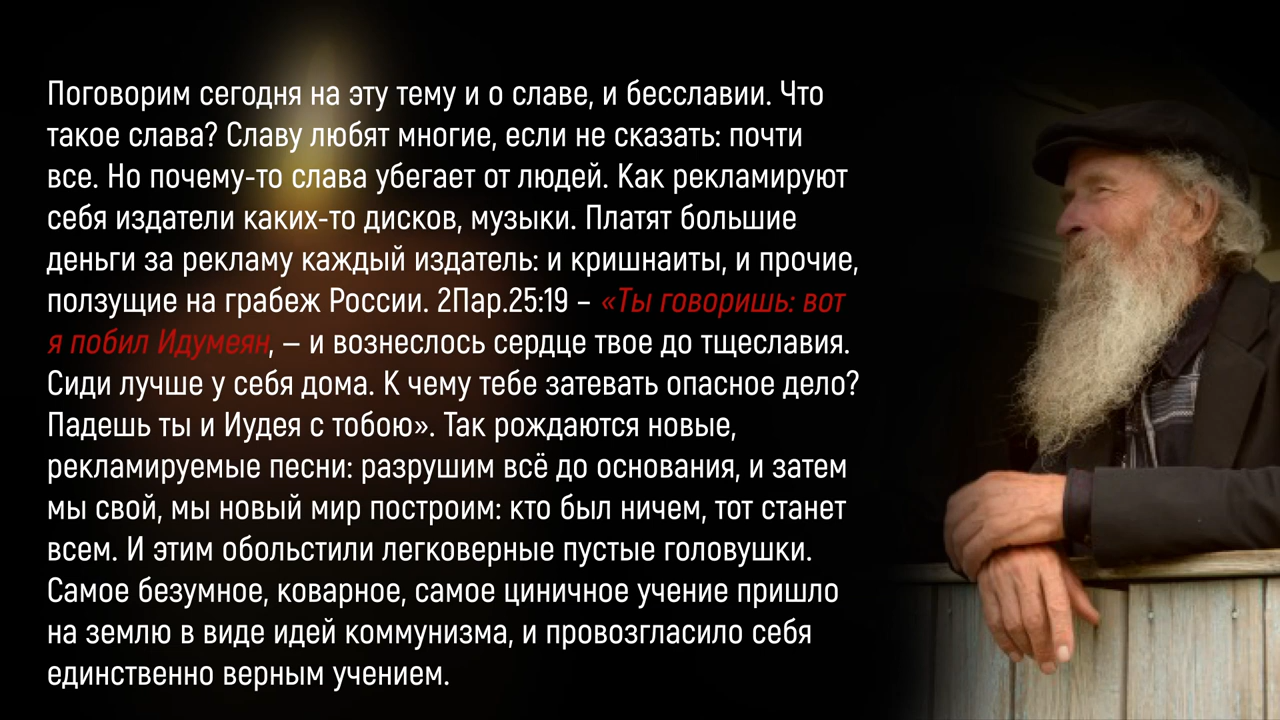 Поговорим сегодня на эту тему и о славе, и бесславии. Что
такое слава? Славу любят многие, если не сказать: почти
все. Но почему-то слава убегает от людей. Как рекламируют
себя издатели каких-то дисков, музыки. Платят большие
деньги за рекламу каждый издатель: и кришнаиты, и прочие,
ползущие на грабеж России. 2Пар.25:19 – «Ты говоришь: вот
я побил Идумеян, – и вознеслось сердце твое до тщеславия.
Сиди лучше у себя дома. К чему тебе затевать опасное дело?
Падешь ты и Иудея с тобою». Так рождаются новые,
рекламируемые песни: разрушим всё до основания, и затем
мы свой, мы новый мир построим: кто был ничем, тот станет
всем. И этим обольстили легковерные пустые головушки.
Самое безумное, коварное, самое циничное учение пришло
на землю в виде идей коммунизма, и провозгласило себя
единственно верным учением.